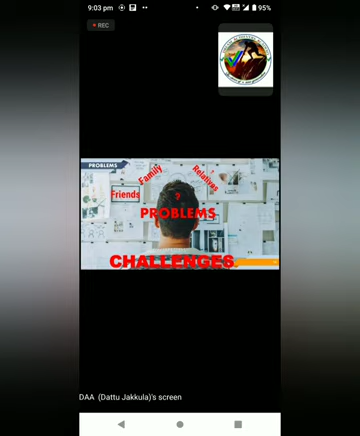 9:03 pm
95%
REC
PROBLEMS
Friends
Family
Relatives
?
PROBLEMS
CHALLENGES
DAA (Dattu Jakkula)'s screen